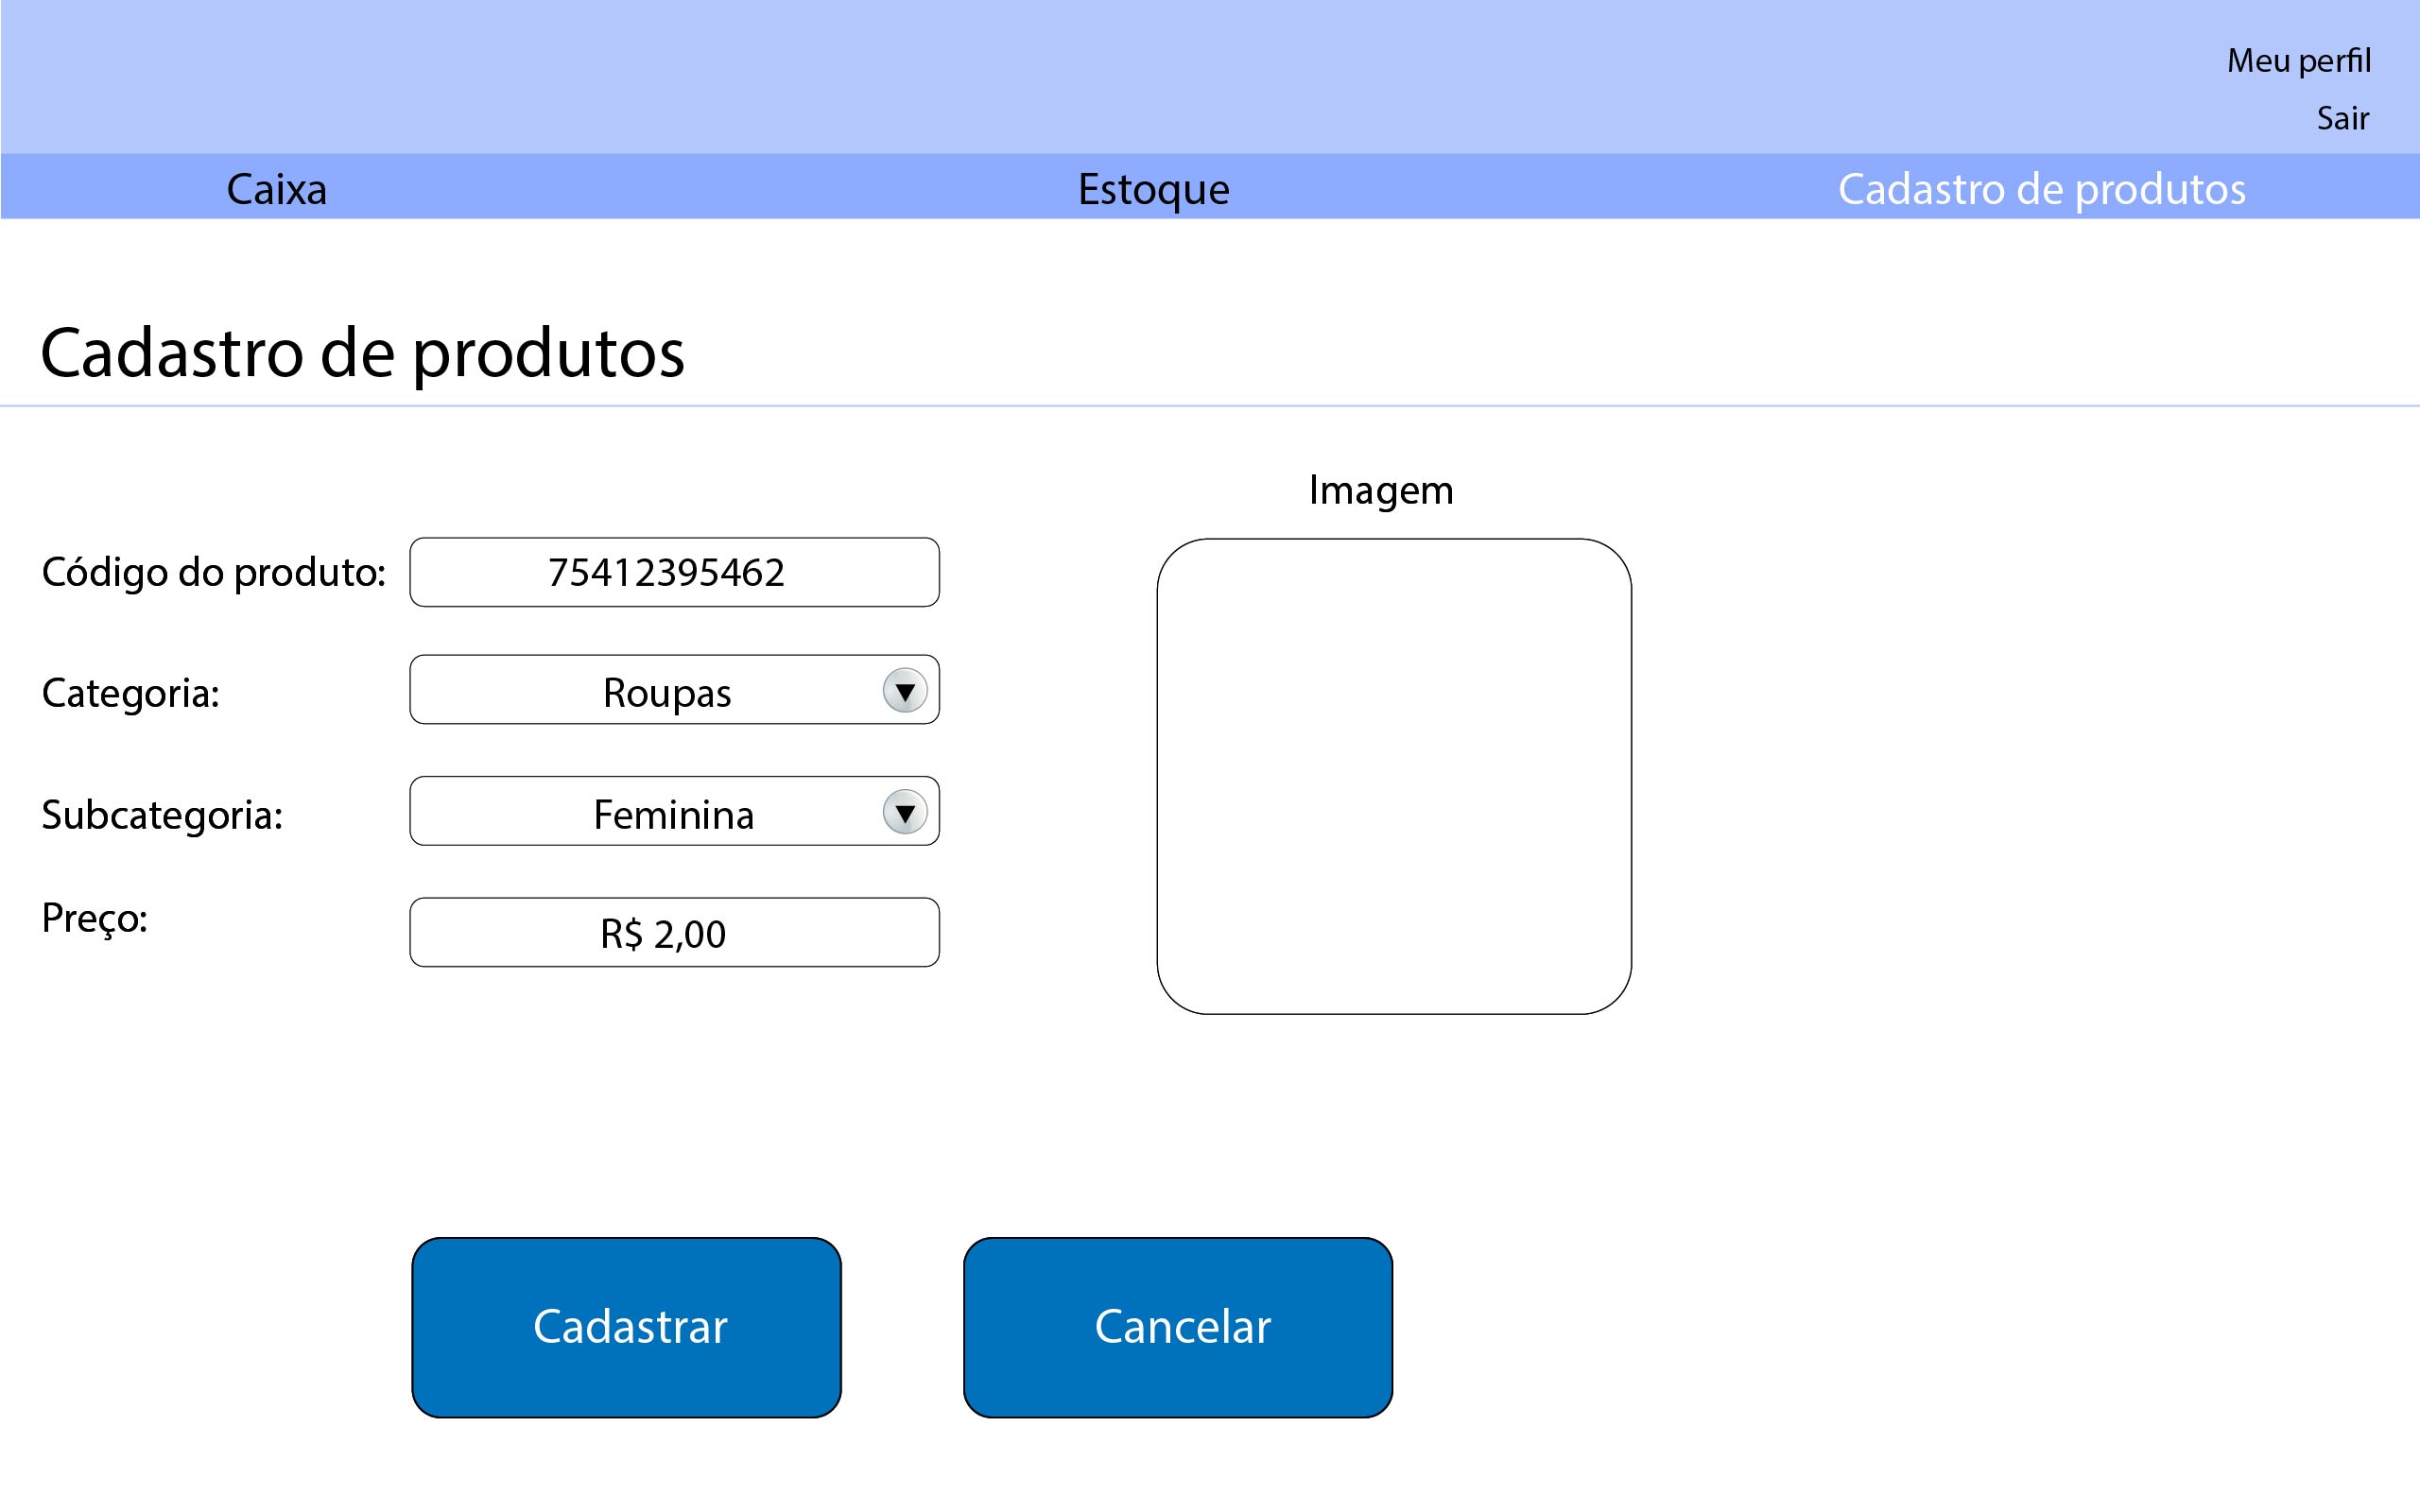 Meu perfil
Sair
Caixa Estoque Cadastro de produtos
Cadastro de produtos
Imagem
Código do produto: 75412395462
Categoria: Roupas
Subcategoria: Feminina
Preço: R$ 2,00
Cadastrar Cancelar